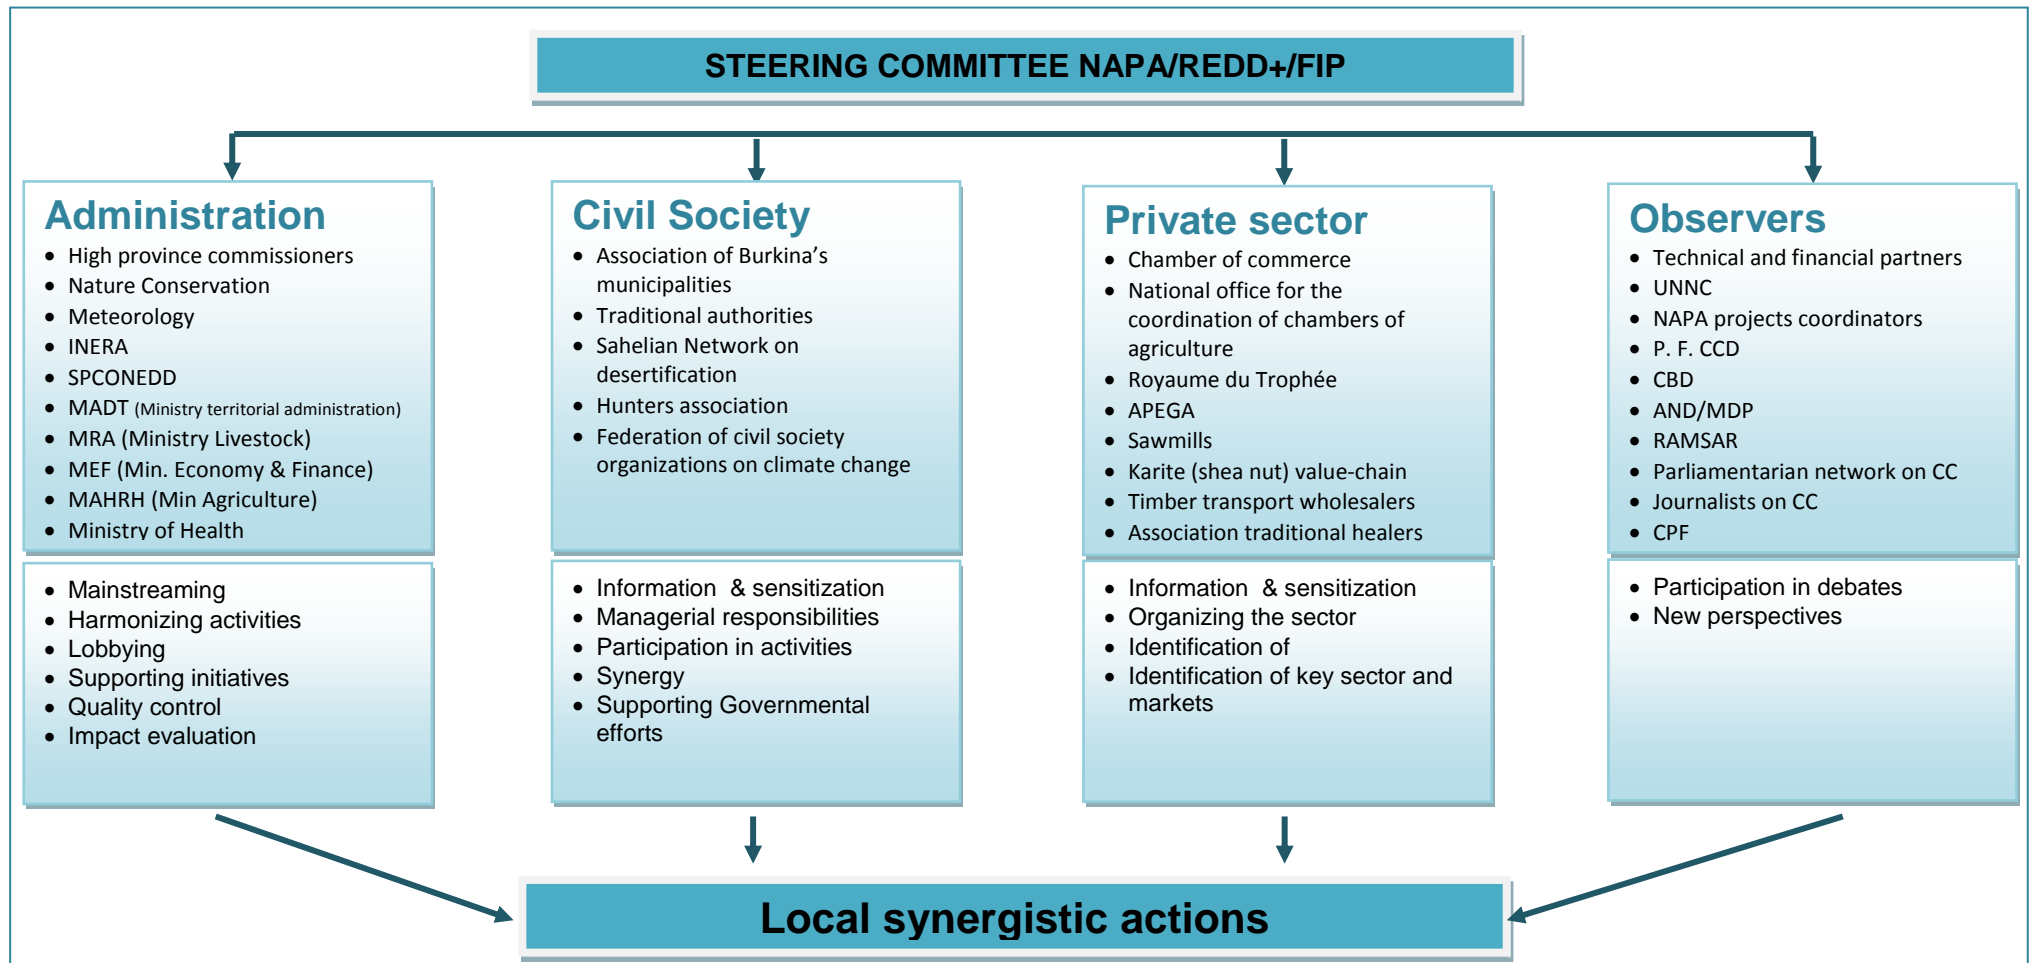 STEERING COMMITTEE NAPA/REDD+/FIP
Administration
• High province commissioners
• Nature Conservation
• Meteorology
• INERA
• SPCONEDD
• MADT (Ministry territorial administration)
• MRA (Ministry Livestock)
• MEF (Min. Economy & Finance)
• MAHRH (Min Agriculture)
• Ministry of Health
• Mainstreaming
• Harmonizing activities
• Lobbying
• Supporting initiatives
• Quality control
• Impact evaluation
Civil Society
• Association of Burkina’s
municipalities
• Traditional authorities
• Sahelian Network on
desertification
• Hunters association
• Federation of civil society
organizations on climate change
• Information & sensitization
• Managerial responsibilities
• Participation in activities
• Synergy
• Supporting Governmental
efforts
Private sector
• Chamber of commerce
• National office for the
coordination of chambers of
agriculture
• Royaume du Trophée
• APEGA
• Sawmills
• Karite (shea nut) value-chain
• Timber transport wholesalers
• Association traditional healers
• Information & sensitization
• Organizing the sector
• Identification of
• Identification of key sector and
markets
Observers
• Technical and financial partners
• UNNC
• NAPA projects coordinators
• P. F. CCD
• CBD
• AND/MDP
• RAMSAR
• Parliamentarian network on CC
• Journalists on CC
• CPF
• Participation in debates
• New perspectives
Local synergistic actions